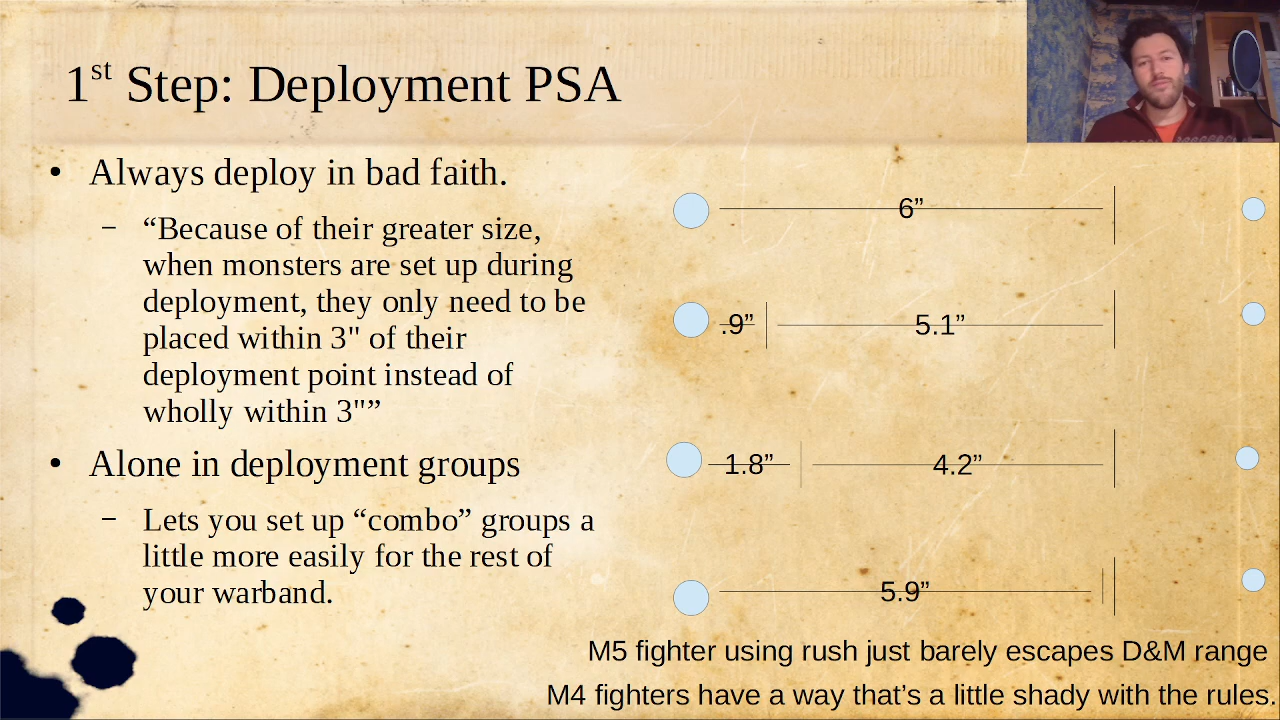 1st Step: Deployment PSA
• Always deploy in bad faith.
– “Because of their greater size,
when monsters are set up during
deployment, they only need to be
placed within 3" of their
deployment point instead of
wholly within 3"”
• Alone in deployment groups
– Lets you set up “combo” groups a
little more easily for the rest of
your warband.
6”
.9” 5.1”
1.8” 4.2”
5.9”
M5 fighter using rush just barely escapes D&M range
M4 fighters have a way that’s a little shady with the rules.